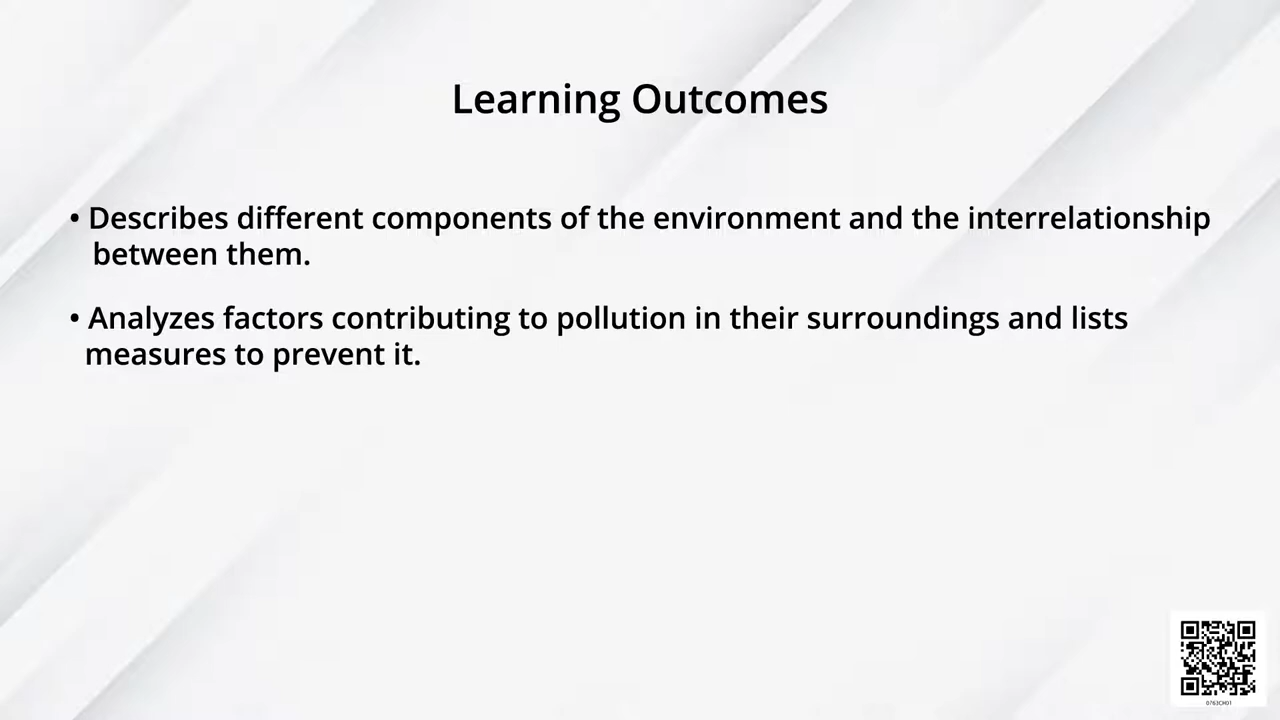 Learning Outcomes
• Describes different components of the environment and the interrelationship
between them.
• Analyzes factors contributing to pollution in their surroundings and lists
measures to prevent it.
0763CH01